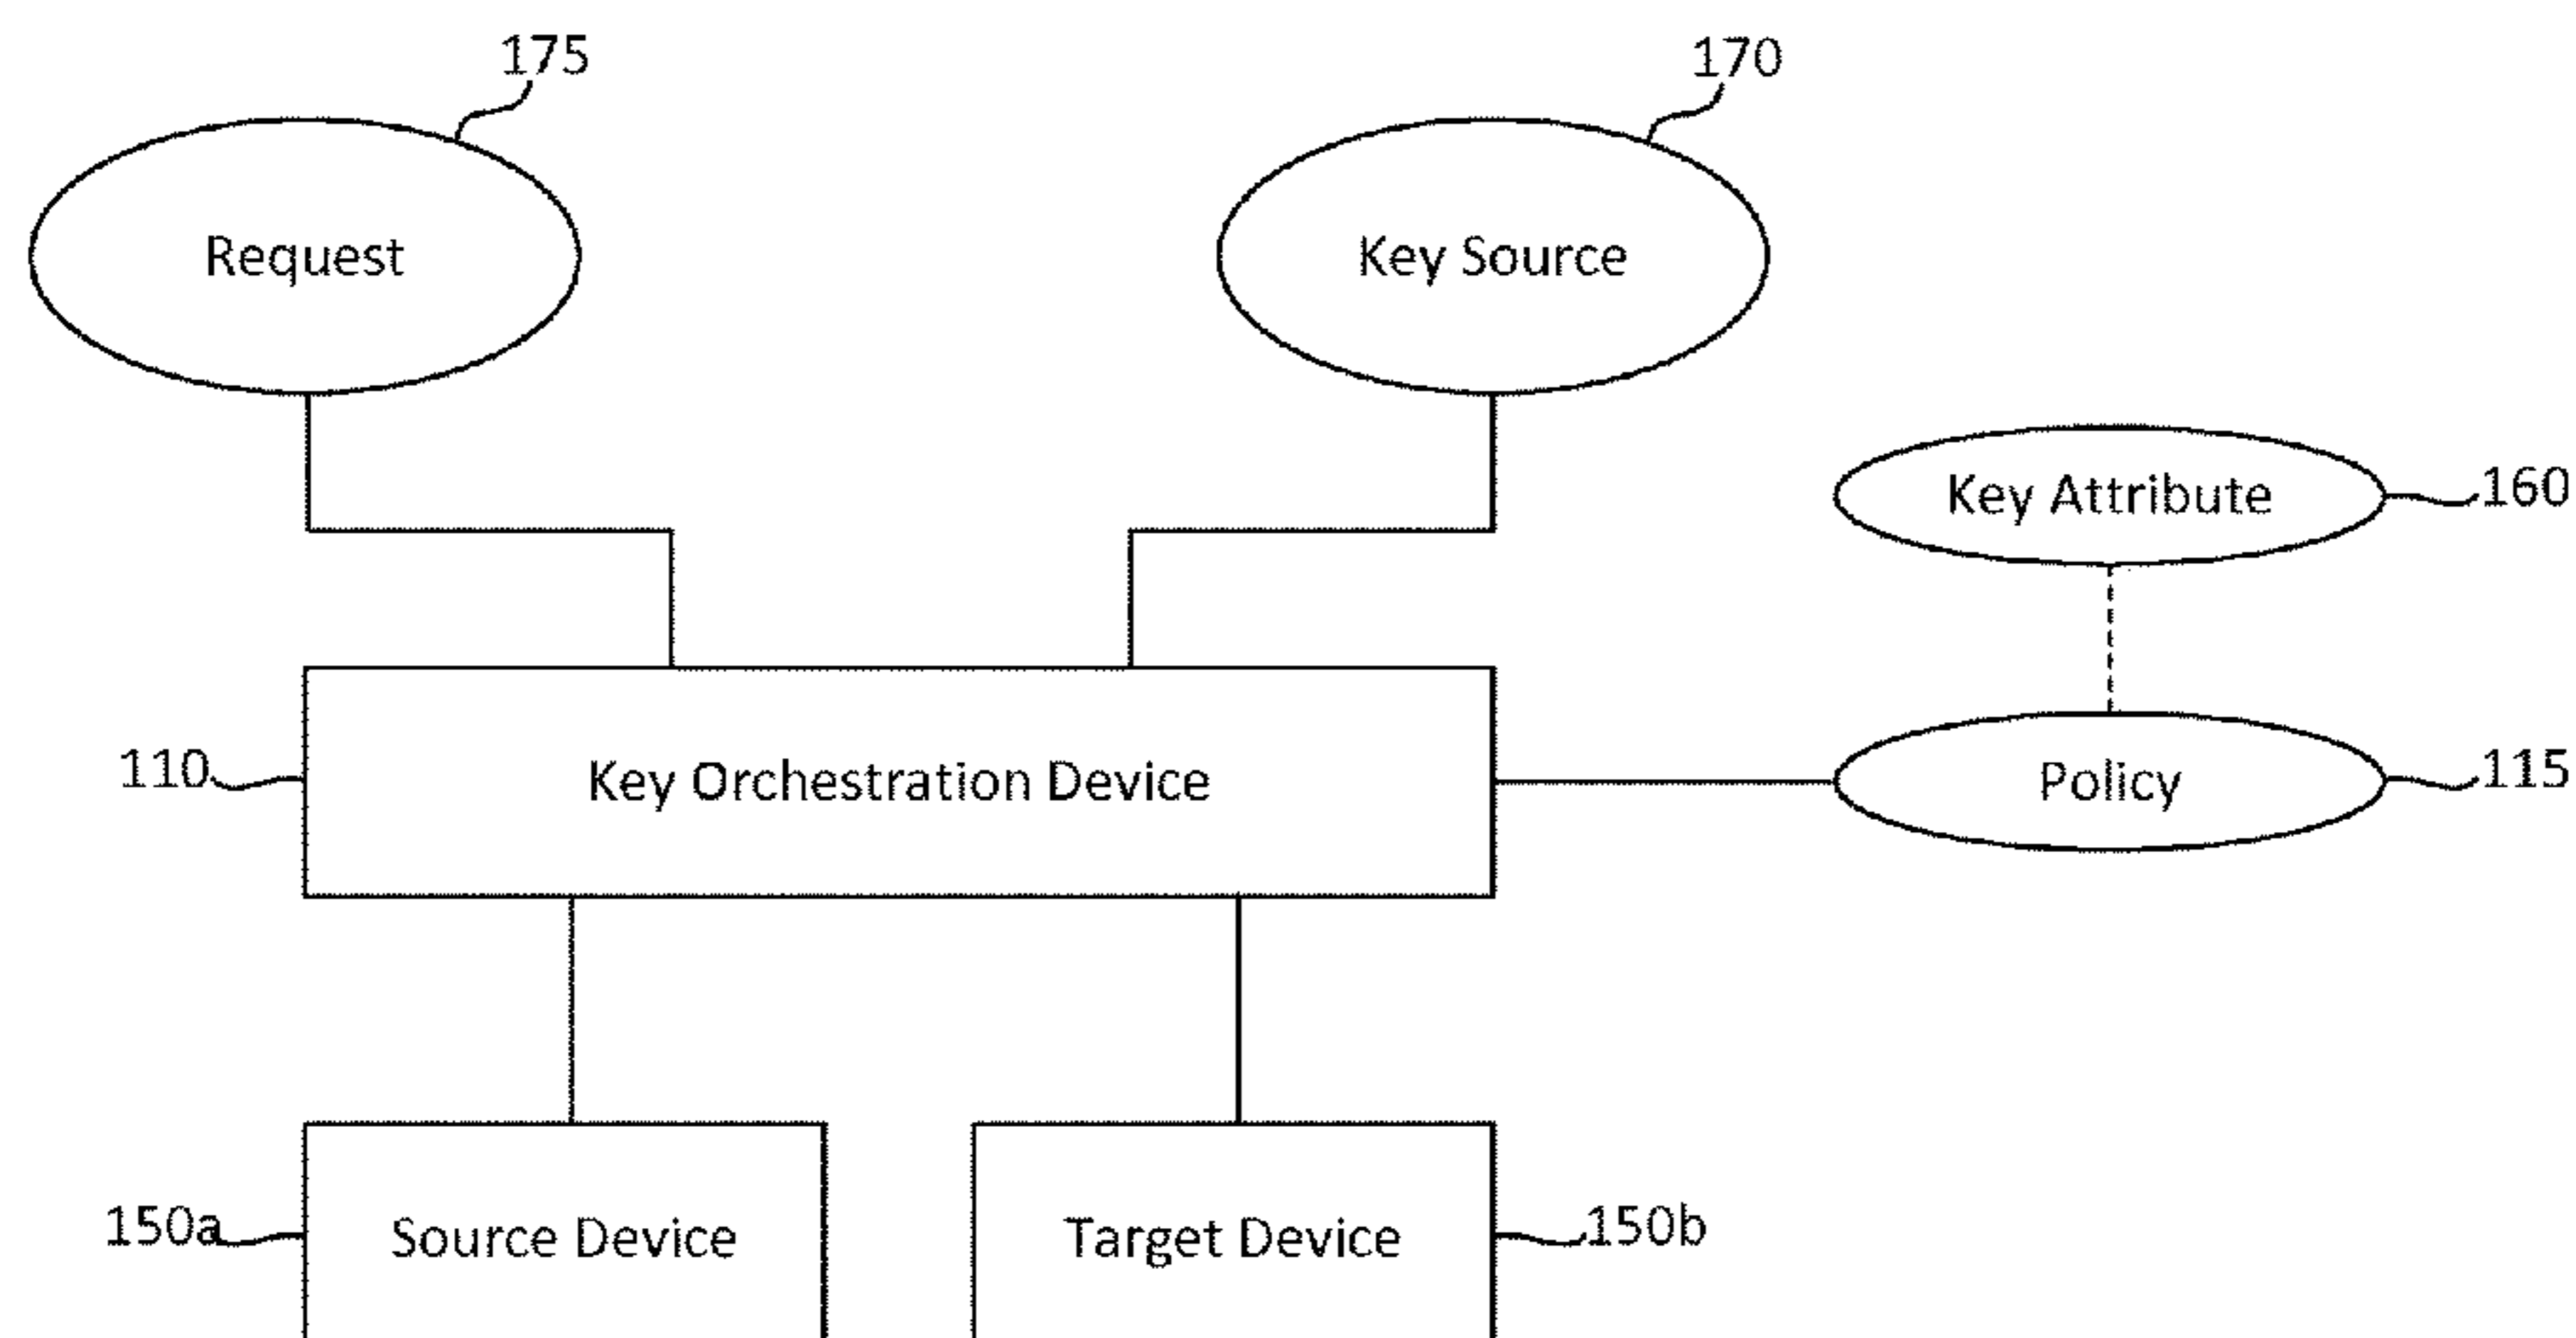 175
170
Request
Key Source
Key Attribute
160
110
Key Orchestration Device
Policy
115
150a
Source Device
Target Device
150b